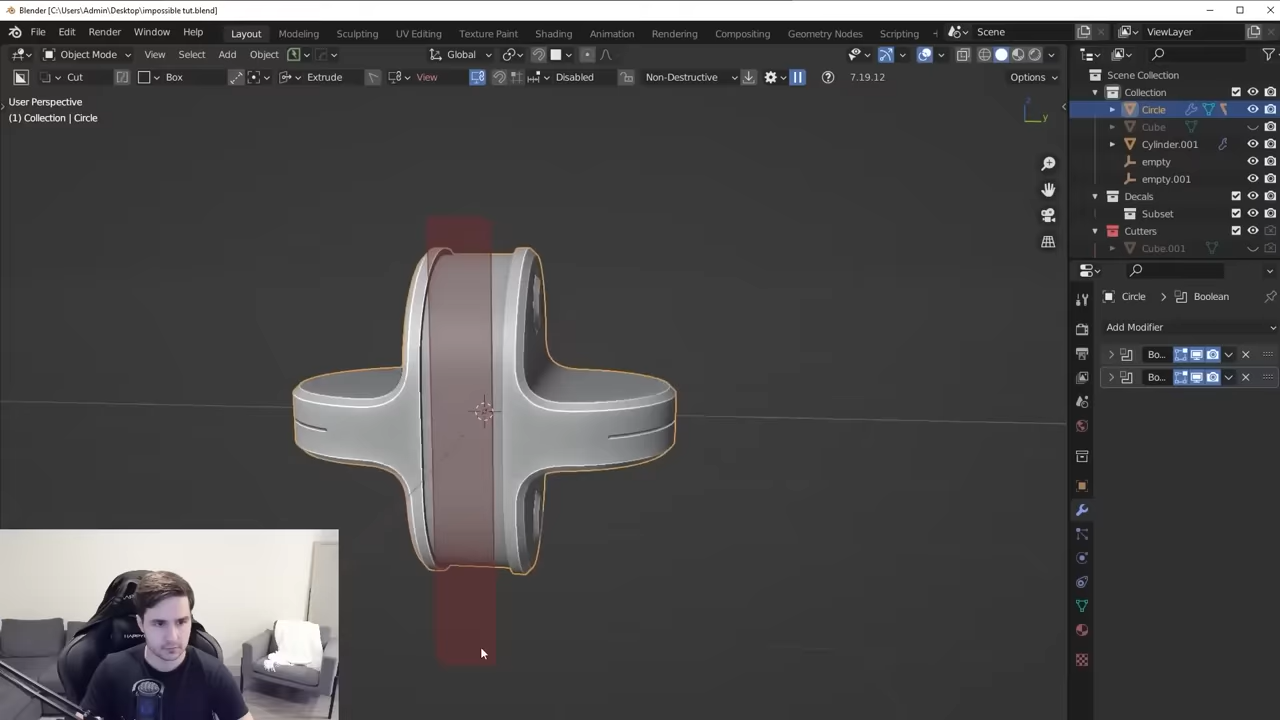 Blender [C:\Users\Admin\Desktop\impossible tut.blend]
File Edit Render Window Help Layout Modeling Sculpting UV Editing Texture Paint Shading Animation Rendering Compositing Geometry Nodes Scripting Scene ViewLayer
Object Mode View Select Add Object Global
Cut Box Extrude View Disabled Non-Destructive 7.19.12 Options
User Perspective
(1) Collection | Circle
Z
Y
Scene Collection
Collection
Circle
Cube
Cylinder.001
empty
empty.001
Decals
Subset
Cutters
Cube.001
Circle Boolean
Add Modifier
Bo...
Bo...